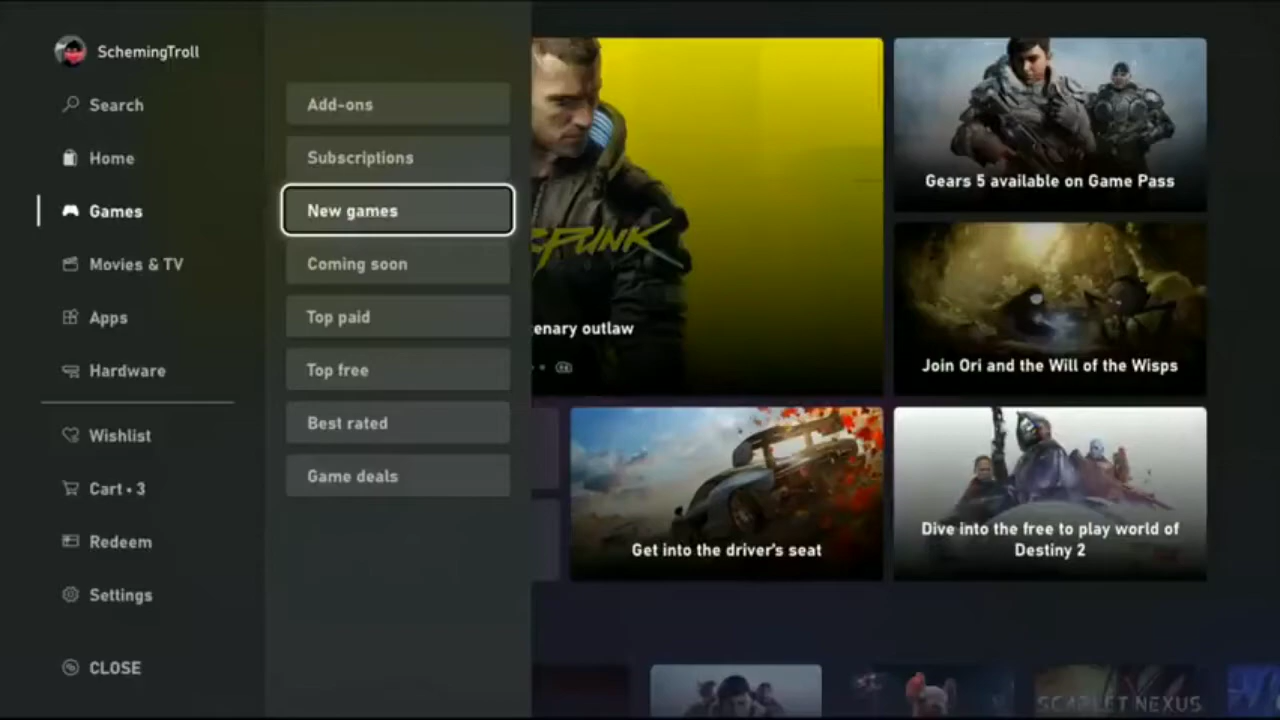 SchemingTroll
Search
Home
Games
Movies & TV
Apps
Hardware
Wishlist
Cart • 3
Redeem
Settings
CLOSE
Add-ons
Subscriptions
New games
Coming soon
Top paid
Top free
Best rated
Game deals
PUNK
enary outlaw
Gears 5 available on Game Pass
Join Ori and the Will of the Wisps
Get into the driver's seat
Dive into the free to play world of
Destiny 2
SCARLET NEXUS